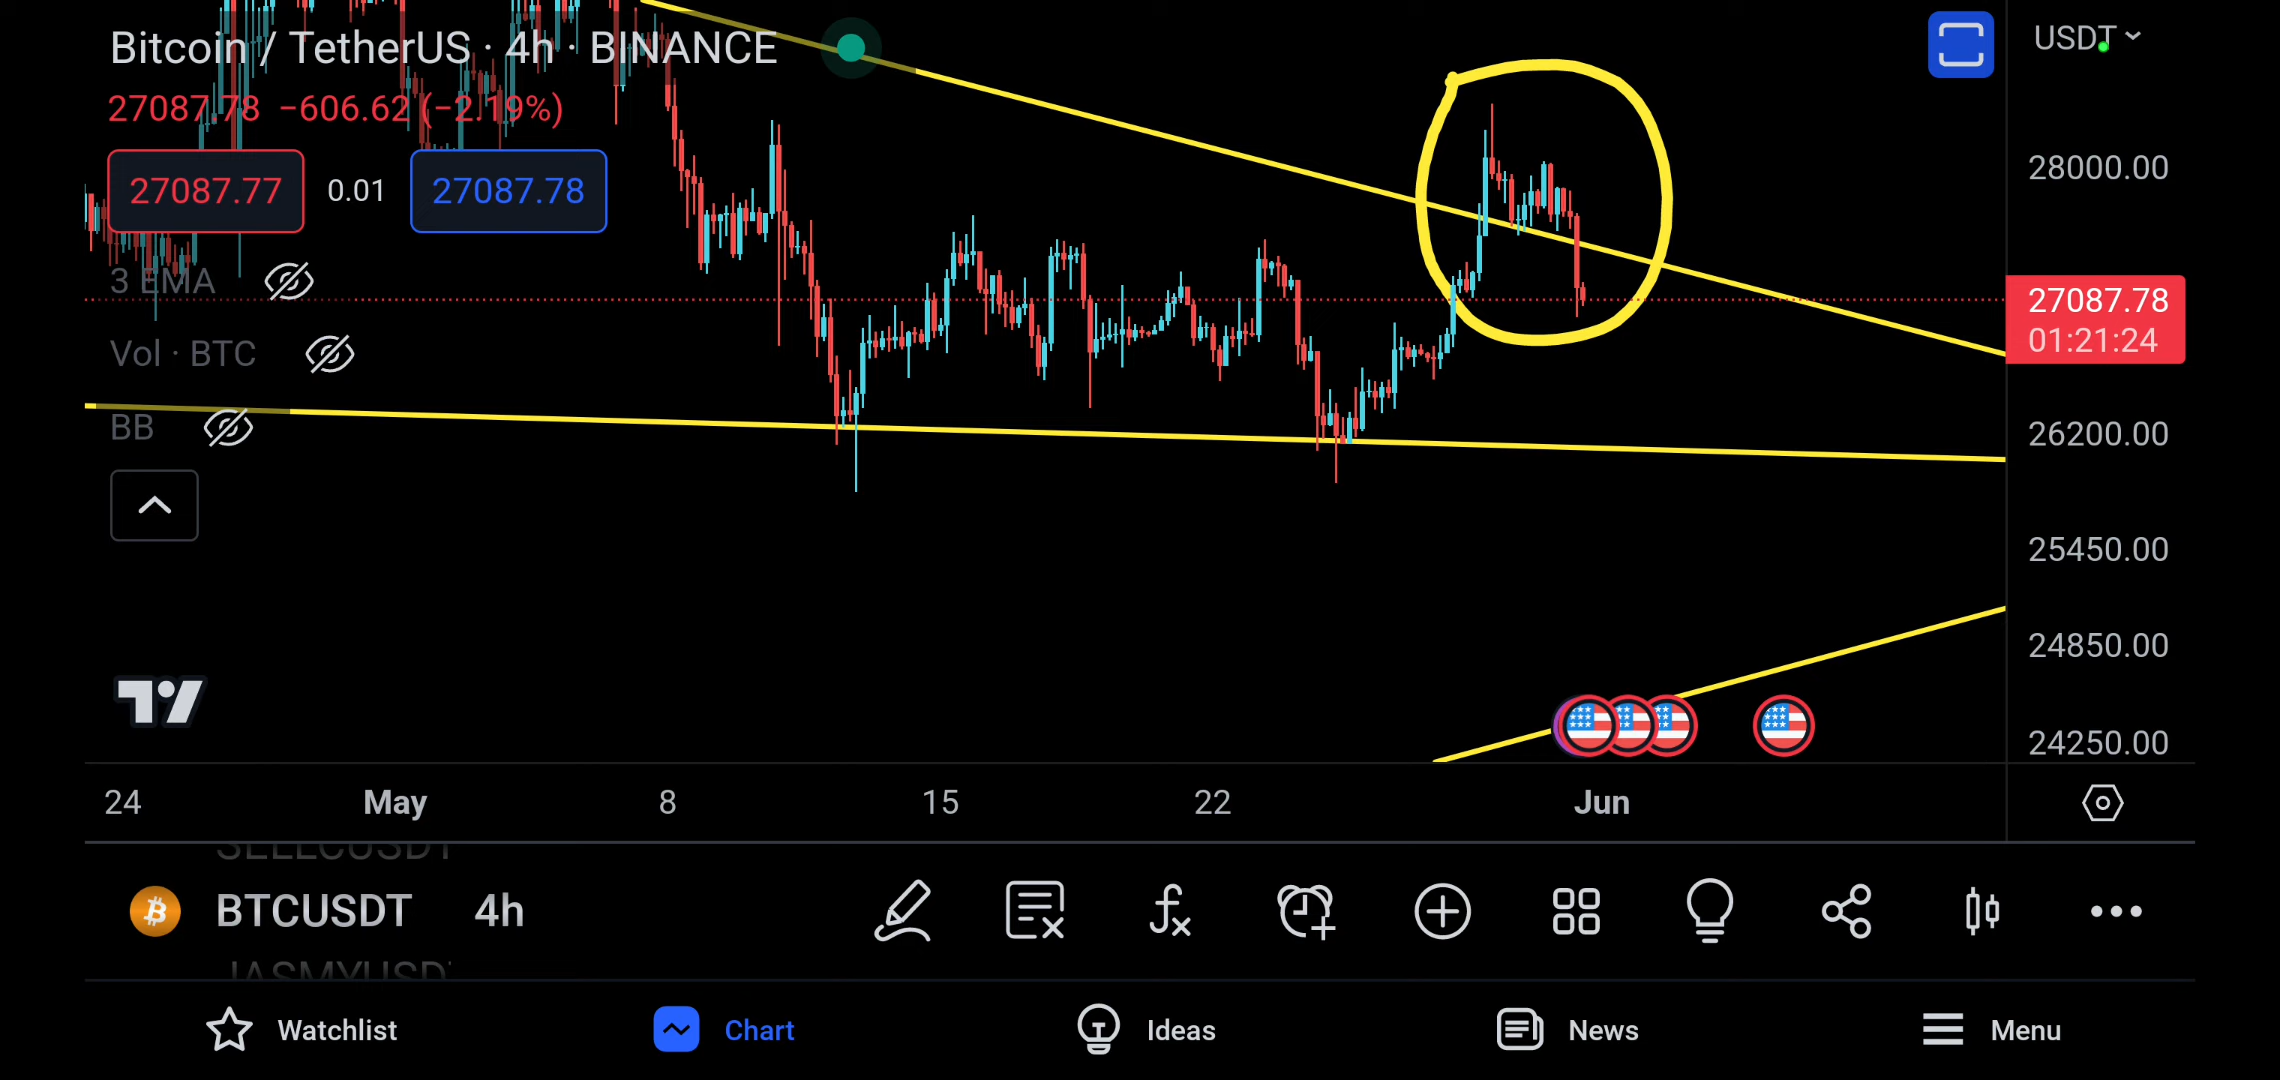 Bitcoin / TetherUS · 4h · BINANCE
USDT
27087.78 −606.62 (−2.19%)
27087.77 0.01 27087.78
3 EMA
Vol · BTC
BB
28000.00
27087.78
01:21:24
26200.00
25450.00
24850.00
24250.00
24 May 8 15 22 Jun
BTCUSDT 4h
Watchlist Chart Ideas News Menu